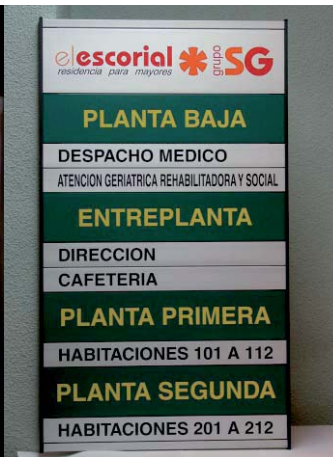 elescorial
residencia para mayores
grupo SG
PLANTA BAJA
DESPACHO MEDICO
ATENCION GERIATRICA REHABILITADORA Y SOCIAL
ENTREPLANTA
DIRECCION
CAFETERIA
PLANTA PRIMERA
HABITACIONES 101 A 112
PLANTA SEGUNDA
HABITACIONES 201 A 212